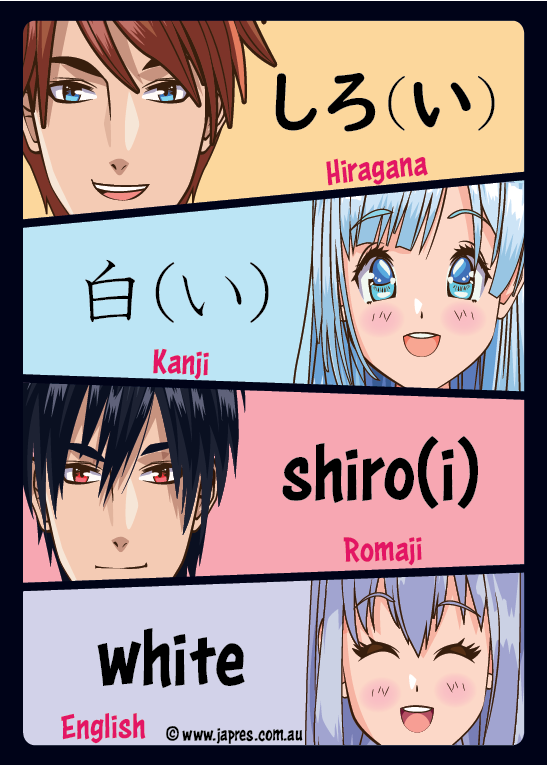 しろ(い)
Hiragana
白(い)
Kanji
shiro(i)
Romaji
white
English
© www.japres.com.au